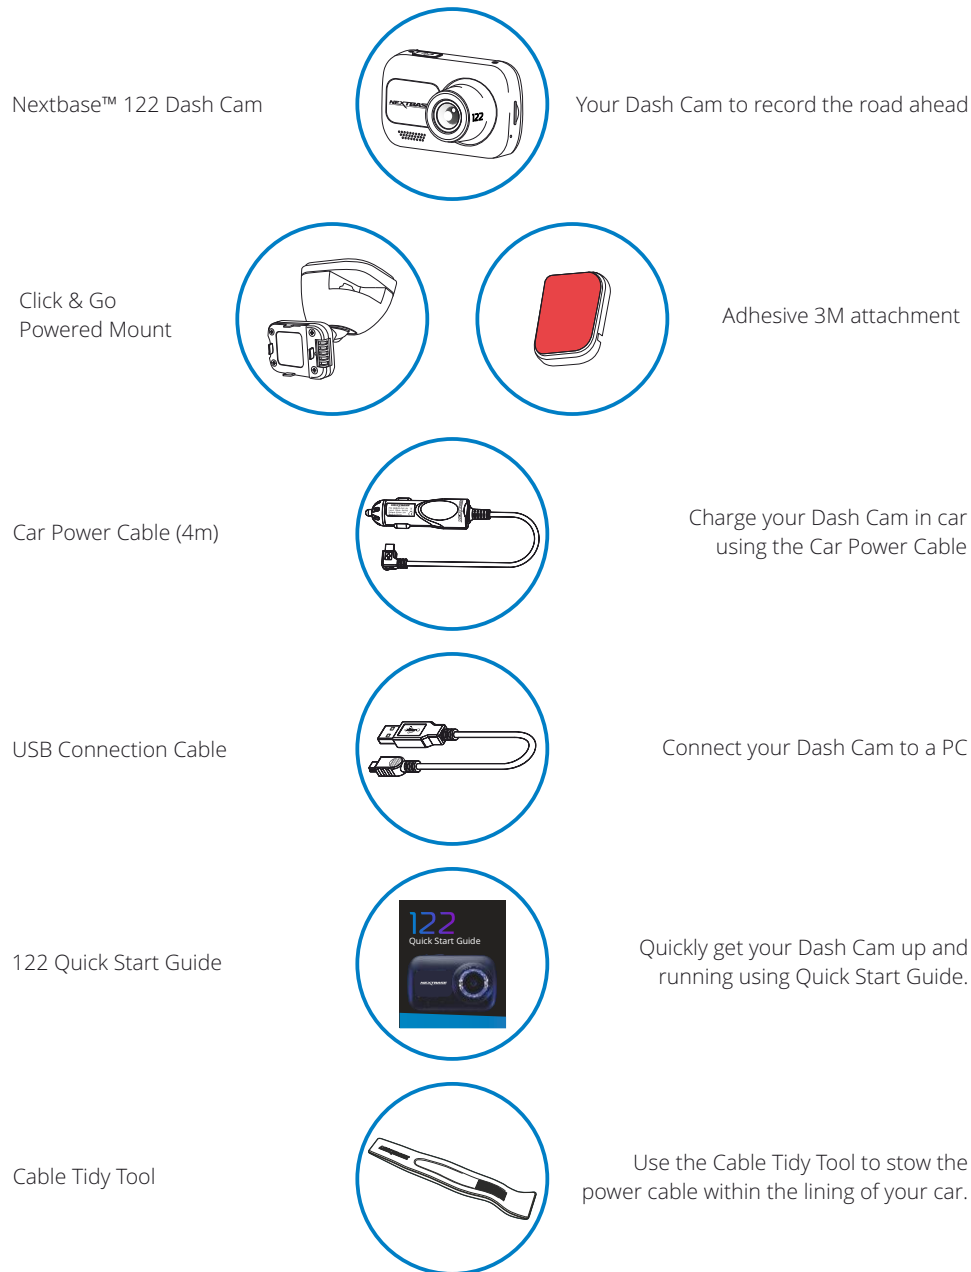 Nextbase™ 122 Dash Cam
NEXTBASE
122
Your Dash Cam to record the road ahead
Click & Go
Powered Mount
Adhesive 3M attachment
Car Power Cable (4m)
Charge your Dash Cam in car
using the Car Power Cable
USB Connection Cable
Connect your Dash Cam to a PC
122 Quick Start Guide
122
Quick Start Guide
NEXTBASE
Quickly get your Dash Cam up and
running using Quick Start Guide.
Cable Tidy Tool
Use the Cable Tidy Tool to stow the
power cable within the lining of your car.